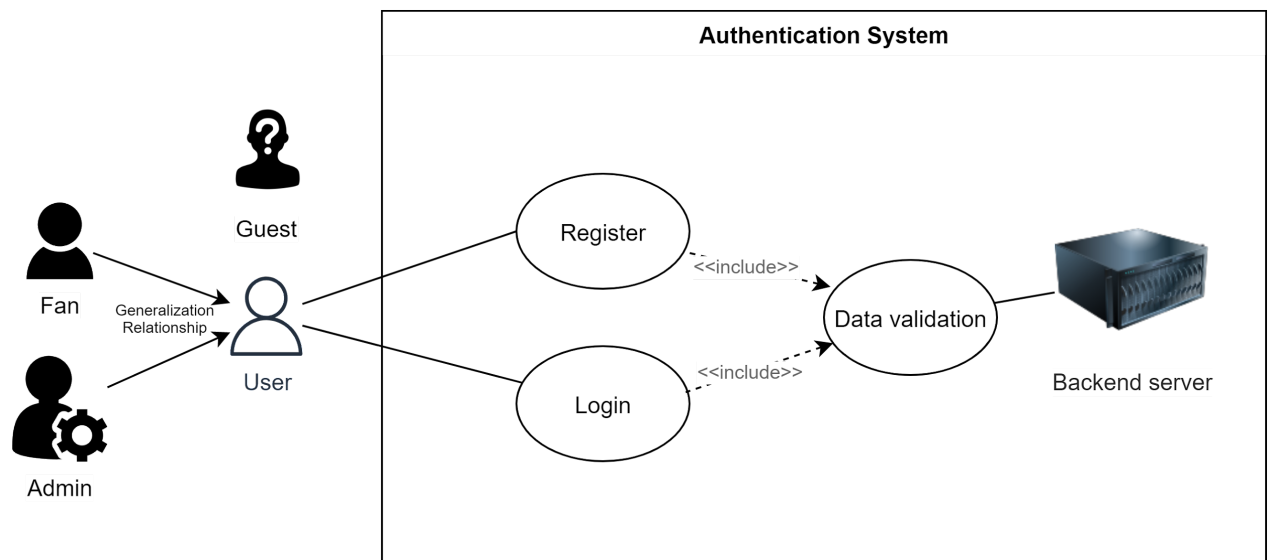 Authentication System
Guest
Fan
Generalization
Relationship
User
Admin
Register
<<include>>
Data validation
<<include>>
Login
Backend server